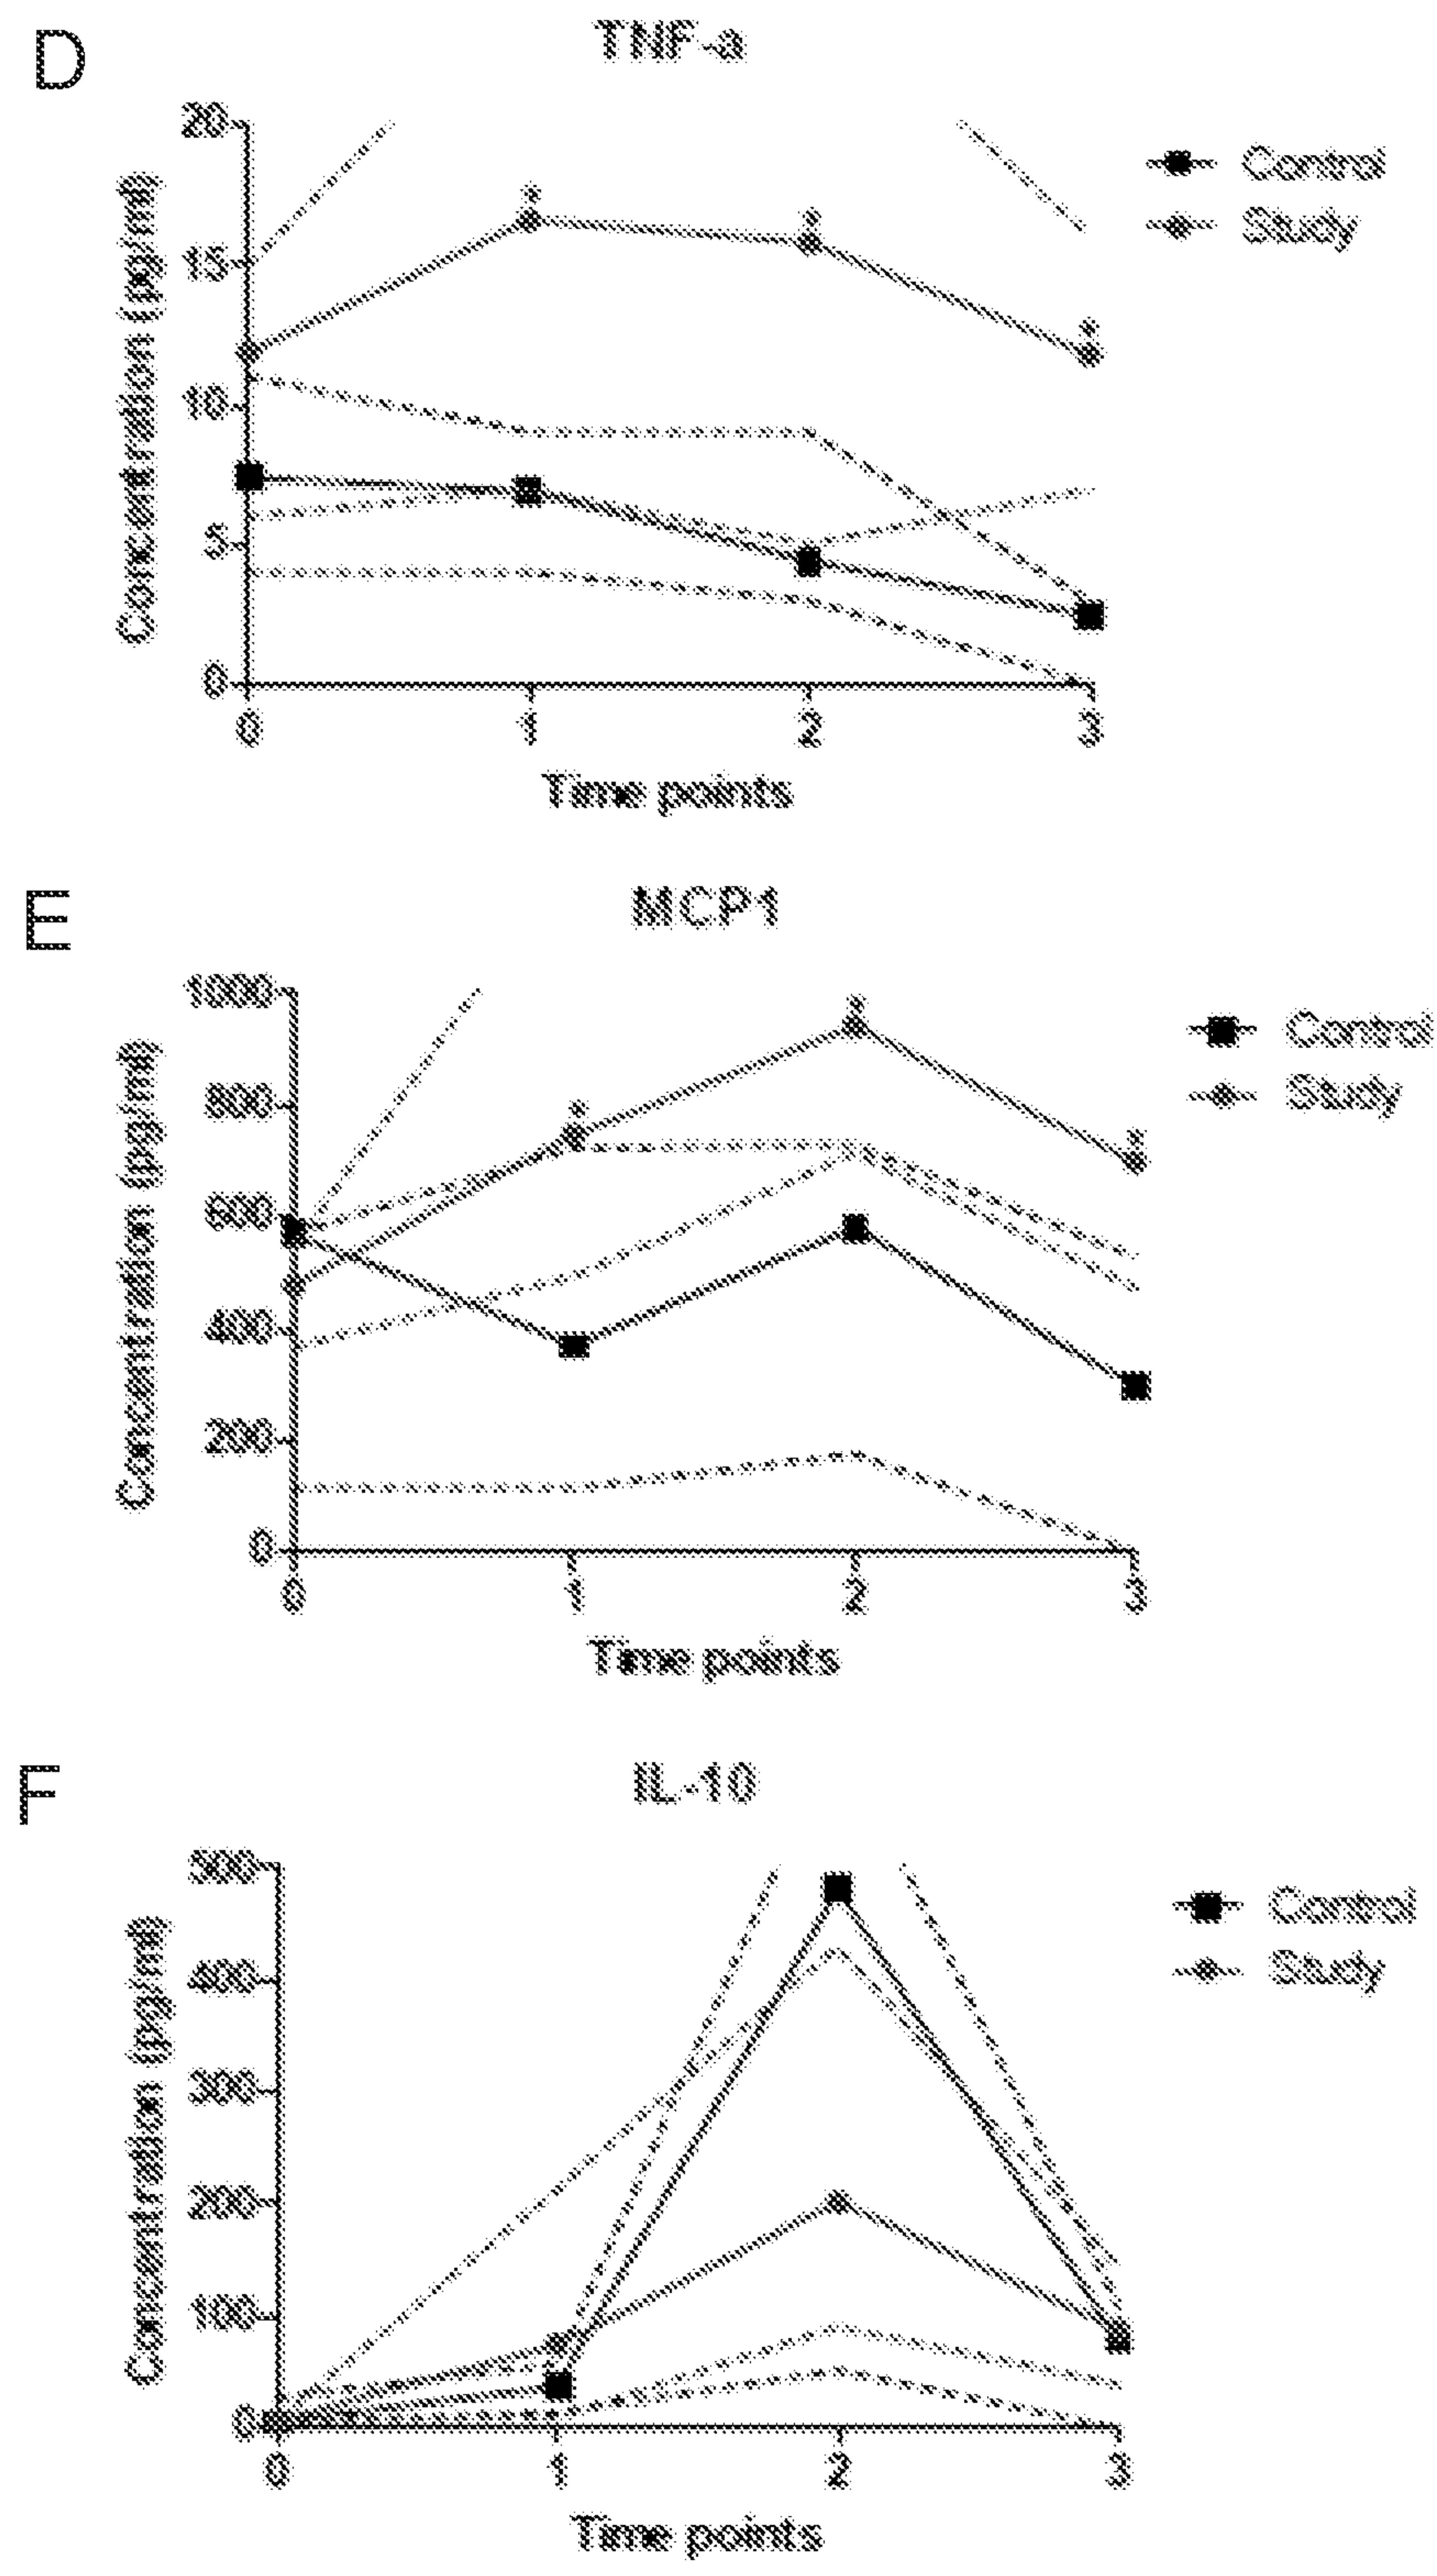 D
TNF-a
20
15
10
5
0
Concentration (pg/ml)
0 1 2 3
Time points
Control
Study
*
*
*
E
MCP1
1000
800
600
400
200
0
Concentration (pg/ml)
0 1 2 3
Time points
Control
Study
*
*
*
F
IL-10
500
400
300
200
100
0
Concentration (pg/ml)
0 1 2 3
Time points
Control
Study